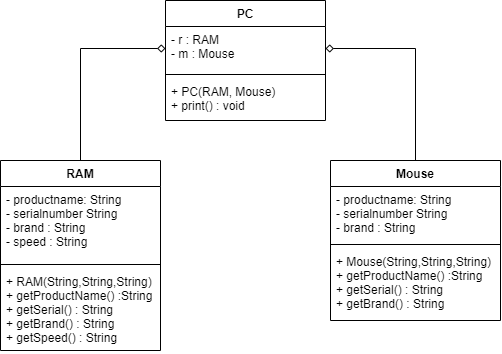 PC
- r : RAM
- m : Mouse
+ PC(RAM, Mouse)
+ print() : void
RAM
- productname: String
- serialnumber String
- brand : String
- speed : String
+ RAM(String,String,String)
+ getProductName() :String
+ getSerial() : String
+ getBrand() : String
+ getSpeed() : String
Mouse
- productname: String
- serialnumber String
- brand : String
+ Mouse(String,String,String)
+ getProductName() :String
+ getSerial() : String
+ getBrand() : String